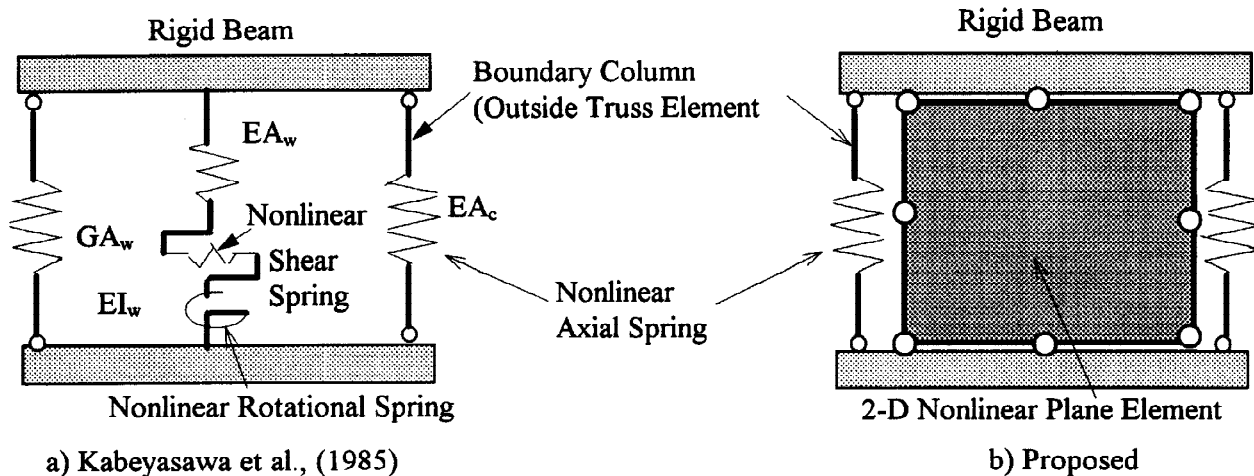 Rigid Beam
Rigid Beam
Boundary Column
(Outside Truss Element
EA_w
Nonlinear
EA_c
GA_w
Shear
Spring
EI_w
Nonlinear
Axial Spring
Nonlinear Rotational Spring
2-D Nonlinear Plane Element
a) Kabeyasawa et al., (1985)
b) Proposed